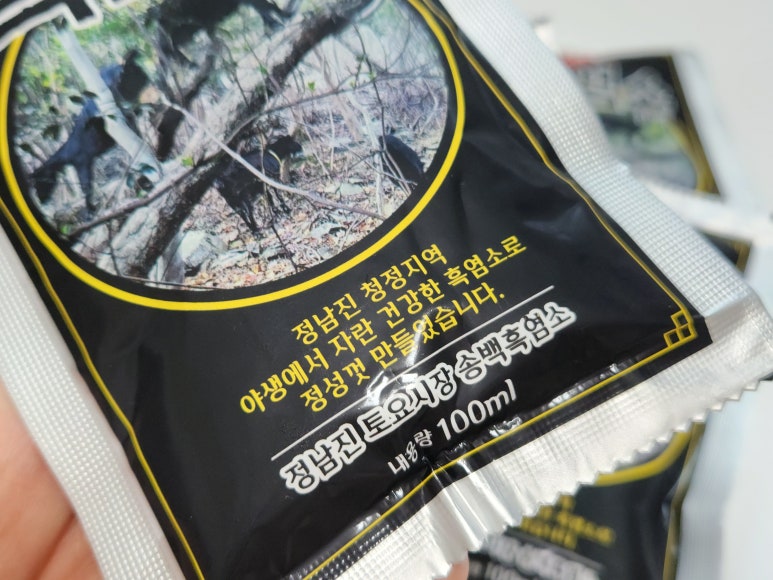 정남진 청정지역
야생에서 자란 건강한 흑염소로
정성껏 만들었습니다.
정남진 토요시장 송백흑염소
내용량 100ml